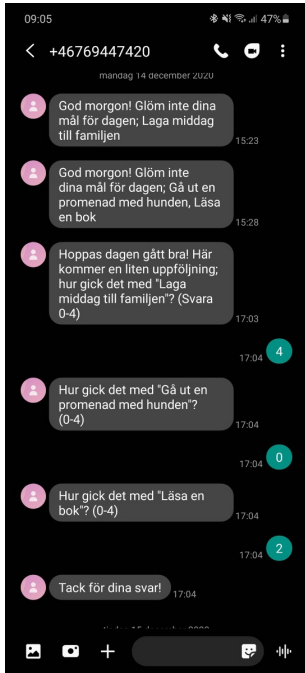 09:05
47%
+46769447420
måndag 14 december 2020
God morgon! Glöm inte dina
mål för dagen; Laga middag
till familjen
15:23
God morgon! Glöm inte
dina mål för dagen; Gå ut en
promenad med hunden, Läsa
en bok
15:28
Hoppas dagen gått bra! Här
kommer en liten uppföljning;
hur gick det med "Laga
middag till familjen"? (Svara
0-4)
17:03
17:04
4
Hur gick det med "Gå ut en
promenad med hunden"?
(0-4)
17:04
17:04
0
Hur gick det med "Läsa en
bok"? (0-4)
17:04
17:04
2
Tack för dina svar!
17:04